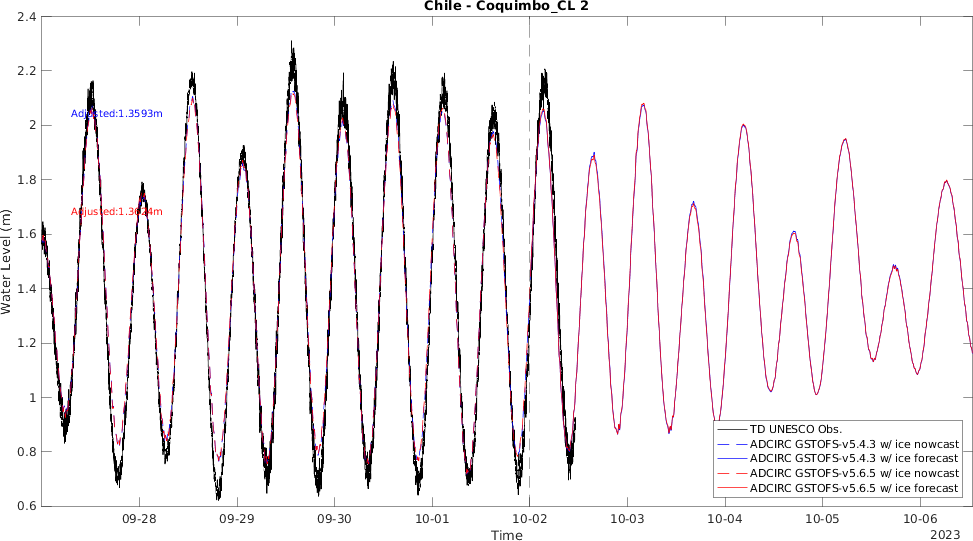 Chile - Coquimbo_CL 2
2.4
2.2
2
1.8
1.6
1.4
1.2
1
0.8
0.6
Water Level (m)
Adjusted:1.3593m
Adjusted:1.3024m
TD UNESCO Obs.
ADCIRC GSTOFS-v5.4.3 w/ ice nowcast
ADCIRC GSTOFS-v5.4.3 w/ ice forecast
ADCIRC GSTOFS-v5.6.5 w/ ice nowcast
ADCIRC GSTOFS-v5.6.5 w/ ice forecast
09-28 09-29 09-30 10-01 10-02 10-03 10-04 10-05 10-06
Time
2023